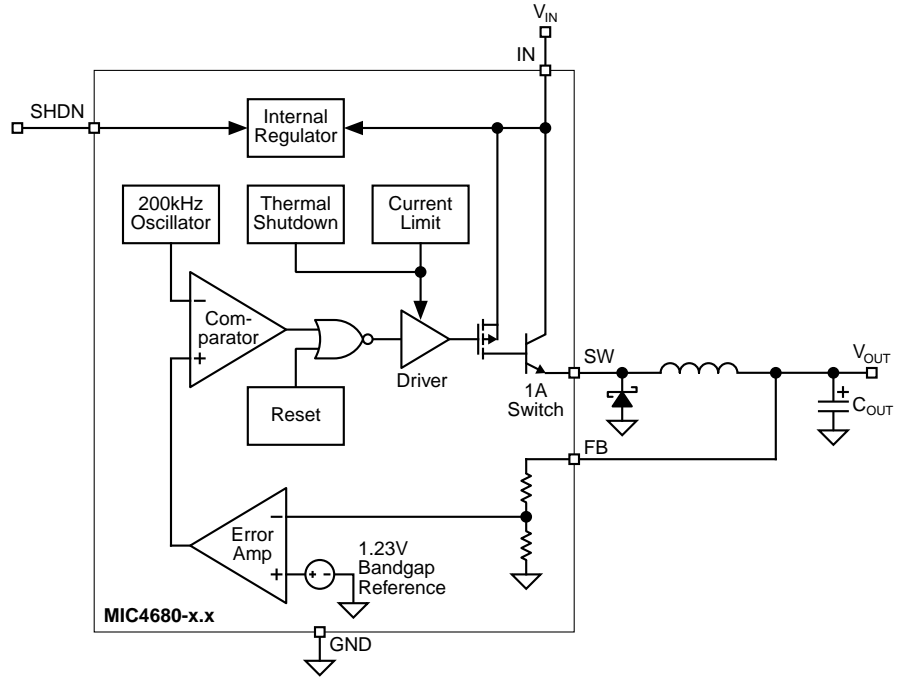 V_IN
IN
SHDN
Internal
Regulator
200kHz
Oscillator
Thermal
Shutdown
Current
Limit
−
Com-
parator
+
Driver
Reset
SW
1A
Switch
V_OUT
+
C_OUT
FB
−
Error
Amp
+
+ -
1.23V
Bandgap
Reference
MIC4680-x.x
GND